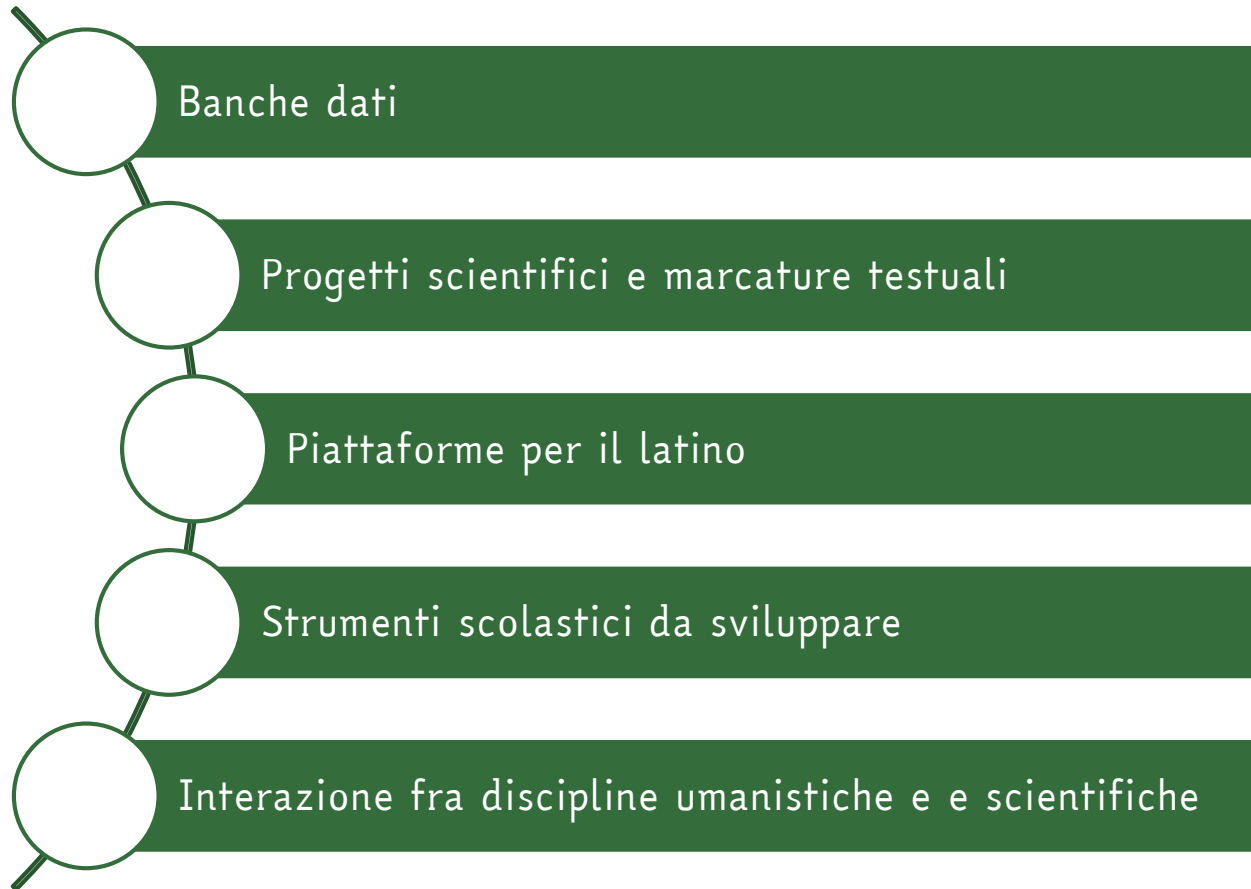 Banche dati
Progetti scientifici e marcature testuali
Piattaforme per il latino
Strumenti scolastici da sviluppare
Interazione fra discipline umanistiche e e scientifiche